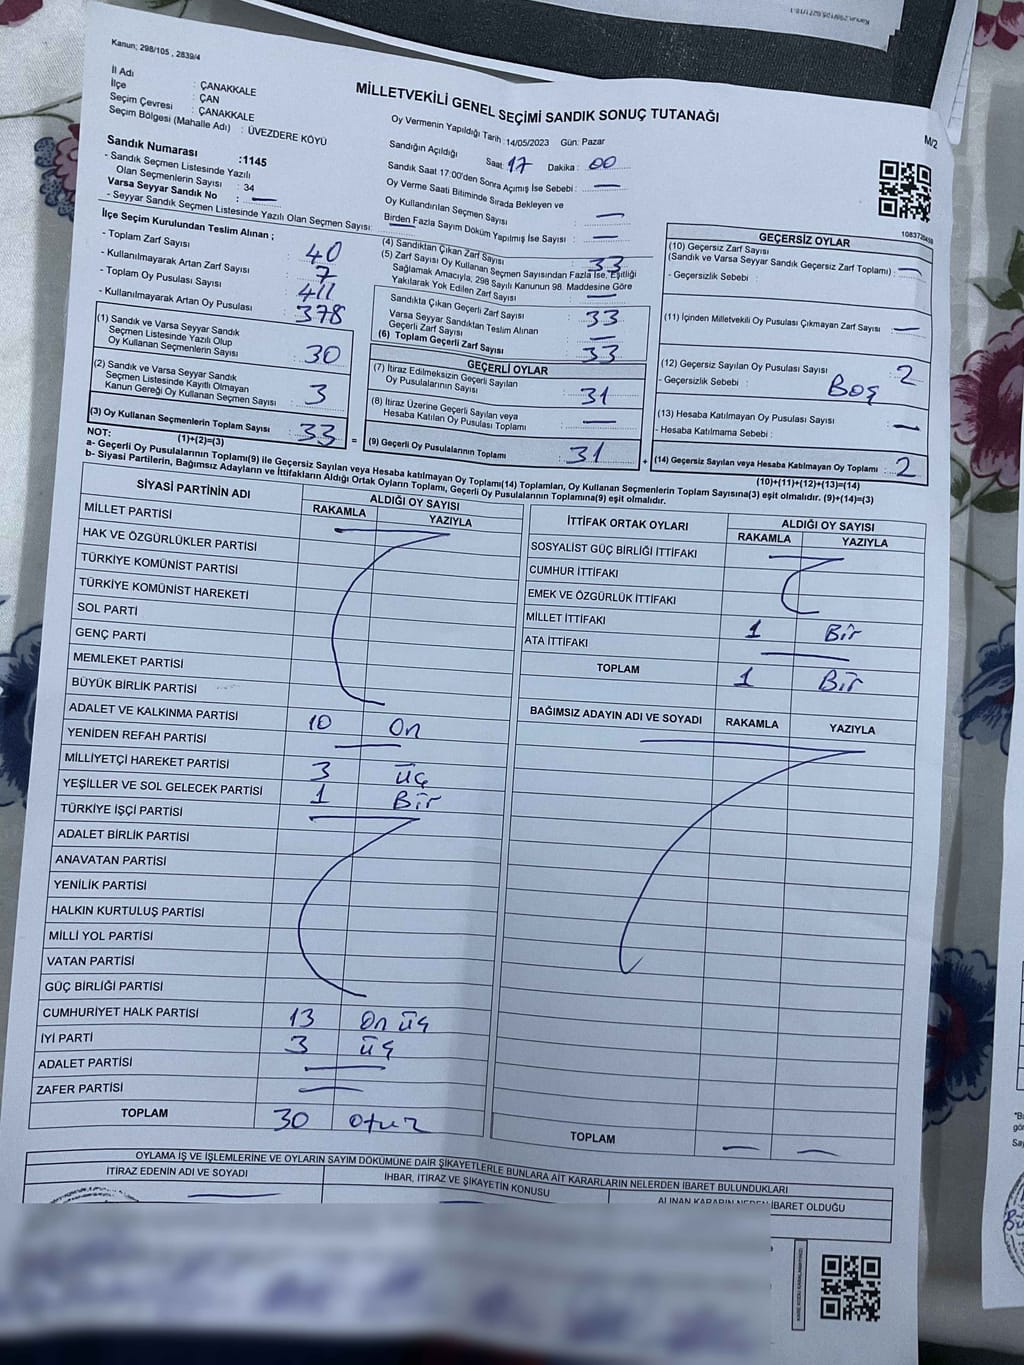 Kanun; 298/105 , 2839/4
İl Adı : ÇANAKKALE
İlçe : ÇAN
Seçim Çevresi : ÇANAKKALE
Seçim Bölgesi (Mahalle Adı) : ÜVEZDERE KÖYÜ
MİLLETVEKİLİ GENEL SEÇİMİ SANDIK SONUÇ TUTANAĞI
M/2
Sandık Numarası :1145
- Sandık Seçmen Listesinde Yazılı
Olan Seçmenlerin Sayısı : 34
Varsa Seyyar Sandık No : —
- Seyyar Sandık Seçmen Listesinde Yazılı Olan Seçmen Sayısı: —
Oy Vermenin Yapıldığı Tarih :14/05/2023 Gün: Pazar
Sandığın Açıldığı Saat 17 Dakika : 00
Sandık Saat 17:00'den Sonra Açımış İse Sebebi : —
Oy Verme Saati Bitiminde Sırada Bekleyen ve
Oy Kullandırılan Seçmen Sayısı : —
Birden Fazla Sayım Döküm Yapılmış İse Sayısı : —
İlçe Seçim Kurulundan Teslim Alınan ;
- Toplam Zarf Sayısı : 40
- Kullanılmayarak Artan Zarf Sayısı : 7
- Toplam Oy Pusulası Sayısı : 411
- Kullanılmayarak Artan Oy Pusulası : 378
(1) Sandık ve Varsa Seyyar Sandık
Seçmen Listesinde Yazılı Olup
Oy Kullanan Seçmenlerin Sayısı : 30
(2) Sandık ve Varsa Seyyar Sandık
Seçmen Listesinde Kayıtlı Olmayan
Kanun Gereği Oy Kullanan Seçmen Sayısı : 3
(3) Oy Kullanan Seçmenlerin Toplam Sayısı : 33
(1)+(2)=(3)
(4) Sandıktan Çıkan Zarf Sayısı : 33
(5) Zarf Sayısı Oy Kullanan Seçmen Sayısından Fazla İse, Eşitliği
Sağlamak Amacıyla, 298 Sayılı Kanunun 98. Maddesine Göre
Yakılarak Yok Edilen Zarf Sayısı : —
Sandıkta Çıkan Geçerli Zarf Sayısı : 33
Varsa Seyyar Sandıktan Teslim Alınan
Geçerli Zarf Sayısı : —
(6) Toplam Geçerli Zarf Sayısı : 33
GEÇERLİ OYLAR
(7) İtiraz Edilmeksizin Geçerli Sayılan
Oy Pusulalarının Sayısı : 31
(8) İtiraz Üzerine Geçerli Sayılan veya
Hesaba Katılan Oy Pusulası Toplamı : —
= (9) Geçerli Oy Pusulalarının Toplamı : 31
GEÇERSİZ OYLAR
(10) Geçersiz Zarf Sayısı
(Sandık ve Varsa Seyyar Sandık Geçersiz Zarf Toplamı) : —
- Geçersizlik Sebebi :
(11) İçinden Milletvekili Oy Pusulası Çıkmayan Zarf Sayısı : —
(12) Geçersiz Sayılan Oy Pusulası Sayısı : 2
- Geçersizlik Sebebi : Boş
(13) Hesaba Katılmayan Oy Pusulası Sayısı : —
- Hesaba Katılmama Sebebi :
+ (14) Geçersiz Sayılan veya Hesaba Katılmayan Oy Toplamı : 2
(10)+(11)+(12)+(13)=(14)
NOT:
a- Geçerli Oy Pusulalarının Toplamı(9) ile Geçersiz Sayılan veya Hesaba katılmayan Oy Toplamı(14) Toplamları, Oy Kullanan Seçmenlerin Toplam Sayısına(3) eşit olmalıdır. (9)+(14)=(3)
b- Siyasi Partilerin, Bağımsız Adayların ve İttifakların Aldığı Ortak Oyların Toplamı, Geçerli Oy Pusulalarının Toplamına(9) eşit olmalıdır.
SİYASİ PARTİNİN ADI ALDIĞI OY SAYISI
RAKAMLA YAZIYLA
MİLLET PARTİSİ —
HAK VE ÖZGÜRLÜKLER PARTİSİ
TÜRKİYE KOMÜNİST PARTİSİ
TÜRKİYE KOMÜNİST HAREKETİ
SOL PARTİ
GENÇ PARTİ
MEMLEKET PARTİSİ
BÜYÜK BİRLİK PARTİSİ
ADALET VE KALKINMA PARTİSİ 10 On
YENİDEN REFAH PARTİSİ —
MİLLİYETÇİ HAREKET PARTİSİ 3 üç
YEŞİLLER VE SOL GELECEK PARTİSİ 1 Bir
TÜRKİYE İŞÇİ PARTİSİ —
ADALET BİRLİK PARTİSİ
ANAVATAN PARTİSİ
YENİLİK PARTİSİ
HALKIN KURTULUŞ PARTİSİ
MİLLİ YOL PARTİSİ
VATAN PARTİSİ
GÜÇ BİRLİĞİ PARTİSİ
CUMHURİYET HALK PARTİSİ 13 On üç
İYİ PARTİ 3 üç
ADALET PARTİSİ —
ZAFER PARTİSİ —
TOPLAM 30 otuz
İTTİFAK ORTAK OYLARI ALDIĞI OY SAYISI
RAKAMLA YAZIYLA
SOSYALİST GÜÇ BİRLİĞİ İTTİFAKI —
CUMHUR İTTİFAKI
EMEK VE ÖZGÜRLÜK İTTİFAKI
MİLLET İTTİFAKI 1 Bir
ATA İTTİFAKI —
TOPLAM 1 Bir
BAĞIMSIZ ADAYIN ADI VE SOYADI RAKAMLA YAZIYLA
TOPLAM — —
OYLAMA İŞ VE İŞLEMLERİNE VE OYLARIN SAYIM DÖKÜMÜNE DAİR ŞİKAYETLERLE BUNLARA AİT KARARLARIN NELERDEN İBARET BULUNDUKLARI
İTİRAZ EDENİN ADI VE SOYADI İHBAR, İTİRAZ VE ŞİKAYETİN KONUSU ALINAN KARARIN NEDEN İBARET OLDUĞU